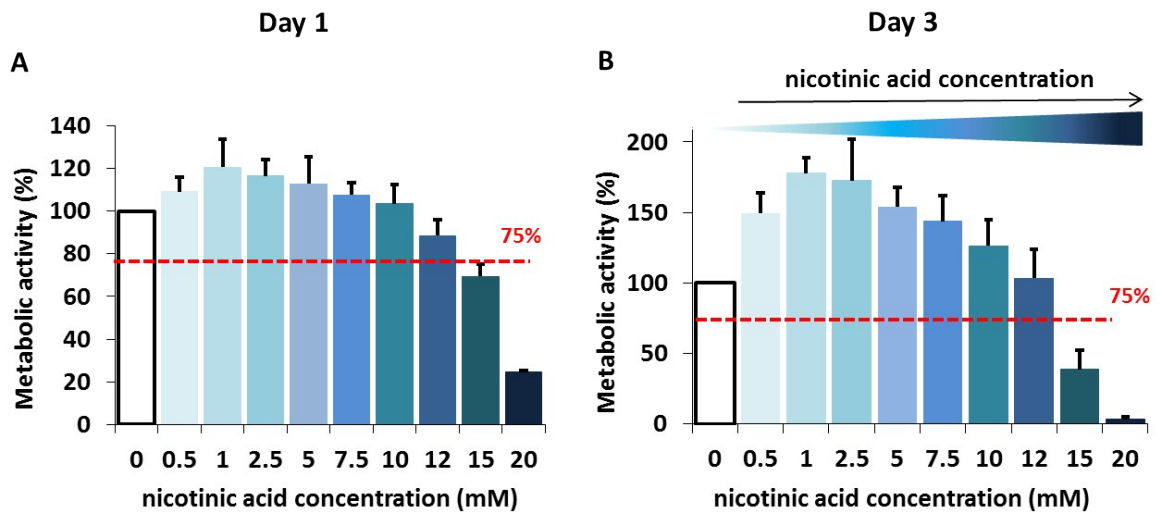 Day 1
A
Metabolic activity (%)
140
120
100
80
60
40
20
0
75%
0 0.5 1 2.5 5 7.5 10 12 15 20
nicotinic acid concentration (mM)
Day 3
B
nicotinic acid concentration
Metabolic activity (%)
200
150
100
50
0
75%
0 0.5 1 2.5 5 7.5 10 12 15 20
nicotinic acid concentration (mM)